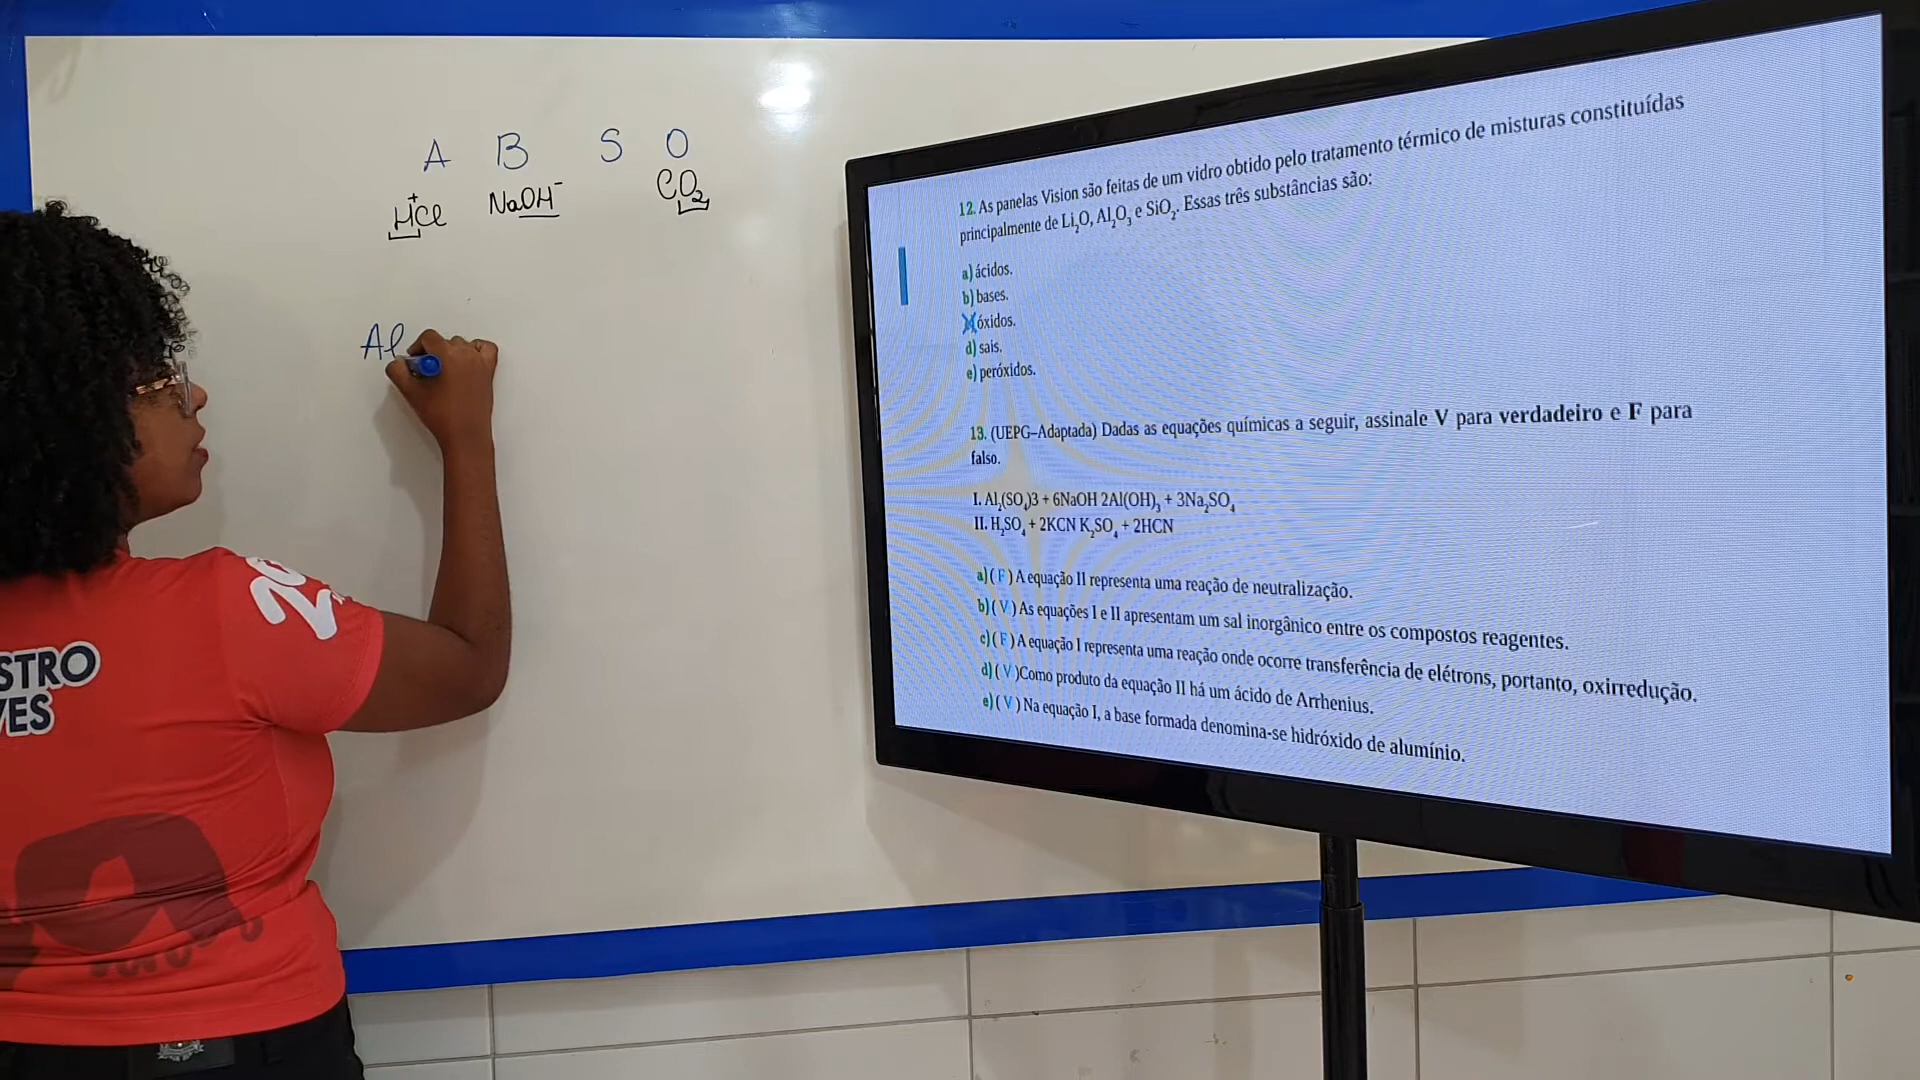 A B S O
H⁺Cl NaOH⁻ CO₂
Al
STRO
VES
20
12. As panelas Vision são feitas de um vidro obtido pelo tratamento térmico de misturas constituídas
principalmente de Li₂O, Al₂O₃ e SiO₂. Essas três substâncias são:
a) ácidos.
b) bases.
óxidos.
d) sais.
e) peróxidos.
13. (UEPG–Adaptada) Dadas as equações químicas a seguir, assinale V para verdadeiro e F para
falso.
I. Al₂(SO₄)3 + 6NaOH 2Al(OH)₃ + 3Na₂SO₄
II. H₂SO₄ + 2KCN K₂SO₄ + 2HCN
a) ( F ) A equação II representa uma reação de neutralização.
b) ( V ) As equações I e II apresentam um sal inorgânico entre os compostos reagentes.
c) ( F ) A equação I representa uma reação onde ocorre transferência de elétrons, portanto, oxirredução.
d) ( V )Como produto da equação II há um ácido de Arrhenius.
e) ( V ) Na equação I, a base formada denomina-se hidróxido de alumínio.